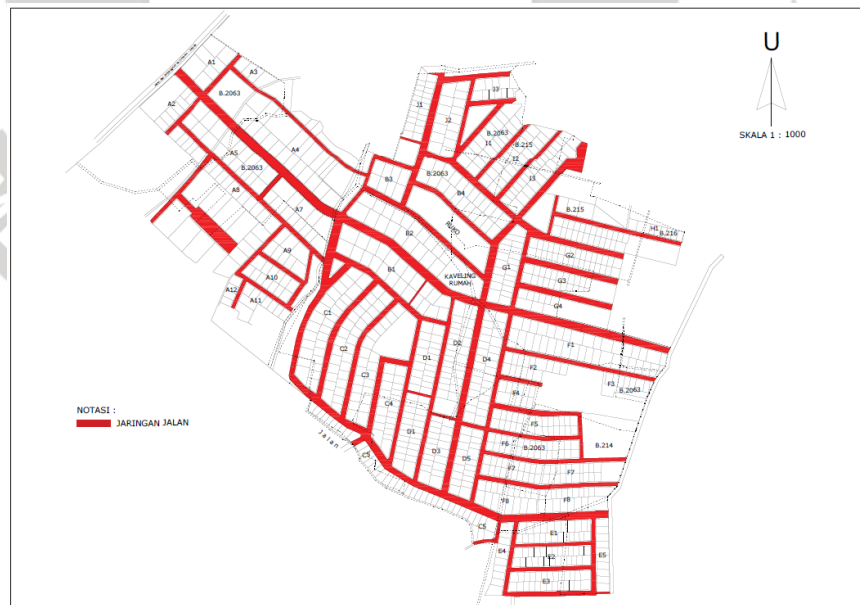 U
SKALA 1 : 1000
A1
A3
A2
B.2063
A4
A5
B.2063
A8
A7
A9
A10
A12
A11
J1
J2
J3
B.2063
I1
B.215
I2
I3
B3
B.2063
B4
B2
RUKO
B1
KAVELING
RUMAH
B.215
H1
B.216
G1
G2
G3
G4
C1
C2
C3
C4
D1
D2
D4
D1
D3
D5
F1
F2
F3
B.2063
F4
F5
F6
B.2063
B.214
F7
F7
F8
F8
C5
C5
E1
E2
E3
E4
E5
Jalan
NOTASI :
JARINGAN JALAN